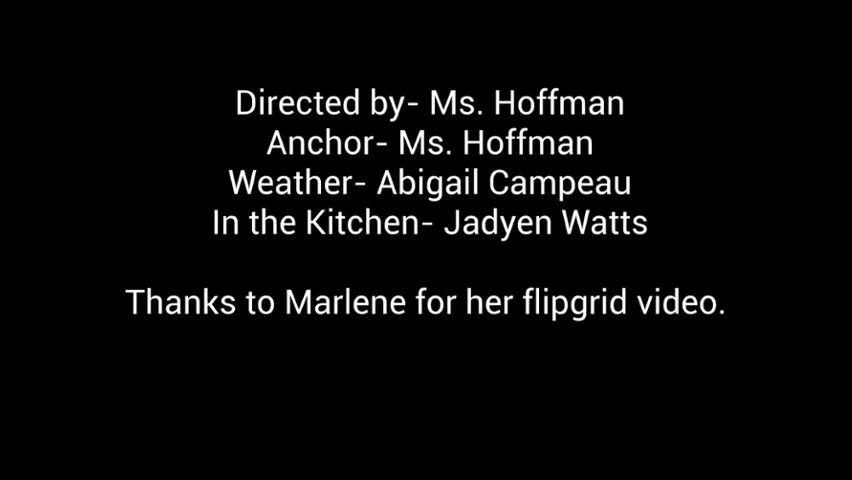 Directed by- Ms. Hoffman
Anchor- Ms. Hoffman
Weather- Abigail Campeau
In the Kitchen- Jadyen Watts
Thanks to Marlene for her flipgrid video.